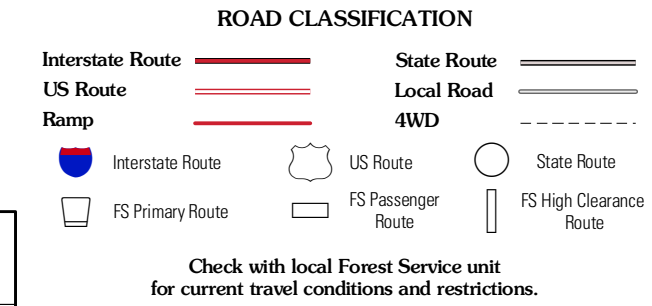 ROAD CLASSIFICATION
Interstate Route State Route
US Route Local Road
Ramp 4WD
Interstate Route US Route State Route
FS Primary Route FS Passenger Route FS High Clearance Route
Check with local Forest Service unit
for current travel conditions and restrictions.